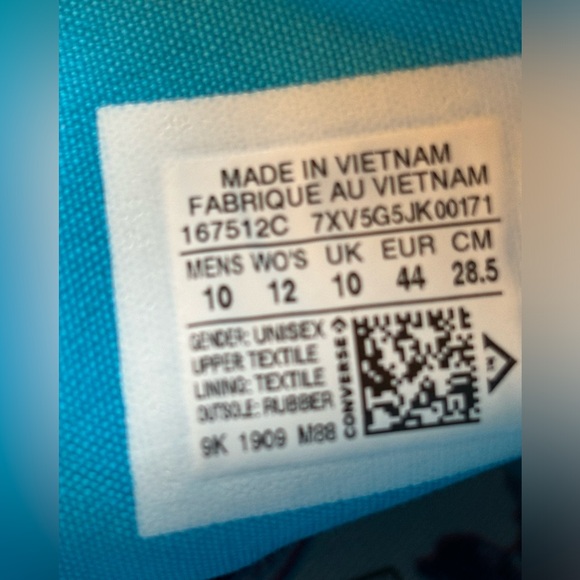 MADE IN VIETNAM
FABRIQUE AU VIETNAM
167512C 7XV5G5JK00171
MENS WO'S UK EUR CM
10 12 10 44 28.5
GENDER: UNISEX
UPPER TEXTILE
LINING: TEXTILE
OUTSOLE: RUBBER
9K 1909 M88
CONVERSE